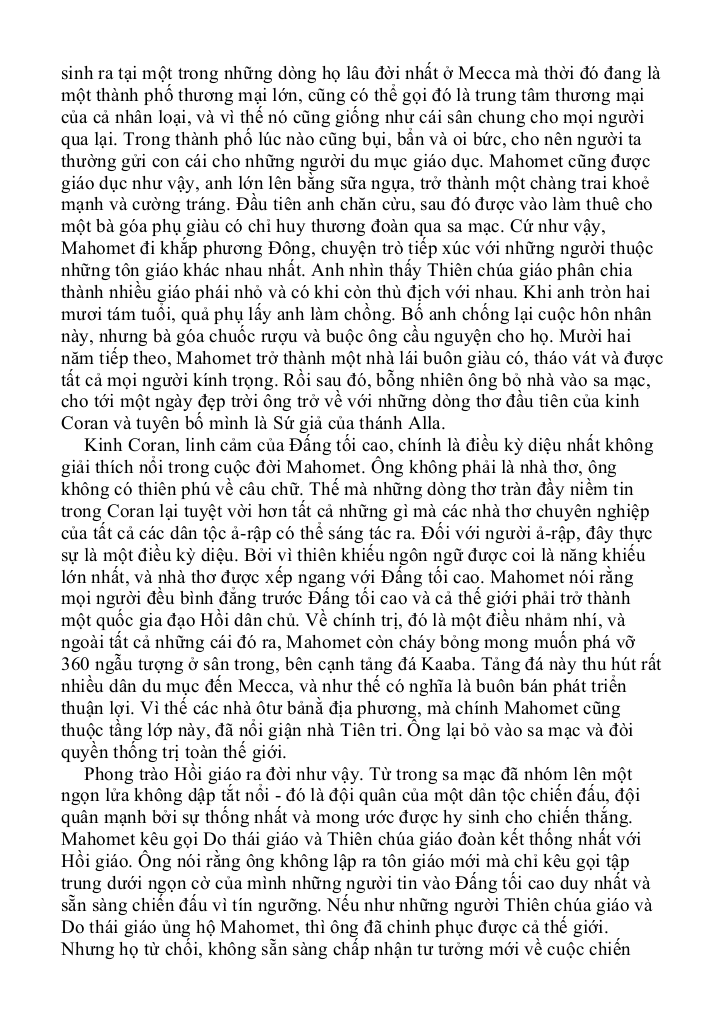 sinh ra tại một trong những dòng họ lâu đời nhất ở Mecca mà thời đó đang là
một thành phố thương mại lớn, cũng có thể gọi đó là trung tâm thương mại
của cả nhân loại, và vì thế nó cũng giống như cái sân chung cho mọi người
qua lại. Trong thành phố lúc nào cũng bụi, bẩn và oi bức, cho nên người ta
thường gửi con cái cho những người du mục giáo dục. Mahomet cũng được
giáo dục như vậy, anh lớn lên bằng sữa ngựa, trở thành một chàng trai khoẻ
mạnh và cường tráng. Đầu tiên anh chăn cừu, sau đó được vào làm thuê cho
một bà góa phụ giàu có chỉ huy thương đoàn qua sa mạc. Cứ như vậy,
Mahomet đi khắp phương Đông, chuyện trò tiếp xúc với những người thuộc
những tôn giáo khác nhau nhất. Anh nhìn thấy Thiên chúa giáo phân chia
thành nhiều giáo phái nhỏ và có khi còn thù địch với nhau. Khi anh tròn hai
mươi tám tuổi, quả phụ lấy anh làm chồng. Bố anh chống lại cuộc hôn nhân
này, nhưng bà góa chuốc rượu và buộc ông cầu nguyện cho họ. Mười hai
năm tiếp theo, Mahomet trở thành một nhà lái buôn giàu có, tháo vát và được
tất cả mọi người kính trọng. Rồi sau đó, bỗng nhiên ông bỏ nhà vào sa mạc,
cho tới một ngày đẹp trời ông trở về với những dòng thơ đầu tiên của kinh
Coran và tuyên bố mình là Sứ giả của thánh Alla.
Kinh Coran, linh cảm của Đấng tối cao, chính là điều kỳ diệu nhất không
giải thích nổi trong cuộc đời Mahomet. Ông không phải là nhà thơ, ông
không có thiên phú về câu chữ. Thế mà những dòng thơ tràn đầy niềm tin
trong Coran lại tuyệt vời hơn tất cả những gì mà các nhà thơ chuyên nghiệp
của tất cả các dân tộc ả-rập có thể sáng tác ra. Đối với người ả-rập, đây thực
sự là một điều kỳ diệu. Bởi vì thiên khiếu ngôn ngữ được coi là năng khiếu
lớn nhất, và nhà thơ được xếp ngang với Đấng tối cao. Mahomet nói rằng
mọi người đều bình đẳng trước Đấng tối cao và cả thế giới phải trở thành
một quốc gia đạo Hồi dân chủ. Về chính trị, đó là một điều nhảm nhí, và
ngoài tất cả những cái đó ra, Mahomet còn cháy bỏng mong muốn phá vỡ
360 ngẫu tượng ở sân trong, bên cạnh tảng đá Kaaba. Tảng đá này thu hút rất
nhiều dân du mục đến Mecca, và như thế có nghĩa là buôn bán phát triển
thuận lợi. Vì thế các nhà ôtư bảnằ địa phương, mà chính Mahomet cũng
thuộc tầng lớp này, đã nổi giận nhà Tiên tri. Ông lại bỏ vào sa mạc và đòi
quyền thống trị toàn thế giới.
Phong trào Hồi giáo ra đời như vậy. Từ trong sa mạc đã nhóm lên một
ngọn lửa không dập tắt nổi - đó là đội quân của một dân tộc chiến đấu, đội
quân mạnh bởi sự thống nhất và mong ước được hy sinh cho chiến thắng.
Mahomet kêu gọi Do thái giáo và Thiên chúa giáo đoàn kết thống nhất với
Hồi giáo. Ông nói rằng ông không lập ra tôn giáo mới mà chỉ kêu gọi tập
trung dưới ngọn cờ của mình những người tin vào Đấng tối cao duy nhất và
sẵn sàng chiến đấu vì tín ngưỡng. Nếu như những người Thiên chúa giáo và
Do thái giáo ủng hộ Mahomet, thì ông đã chinh phục được cả thế giới.
Nhưng họ từ chối, không sẵn sàng chấp nhận tư tưởng mới về cuộc chiến